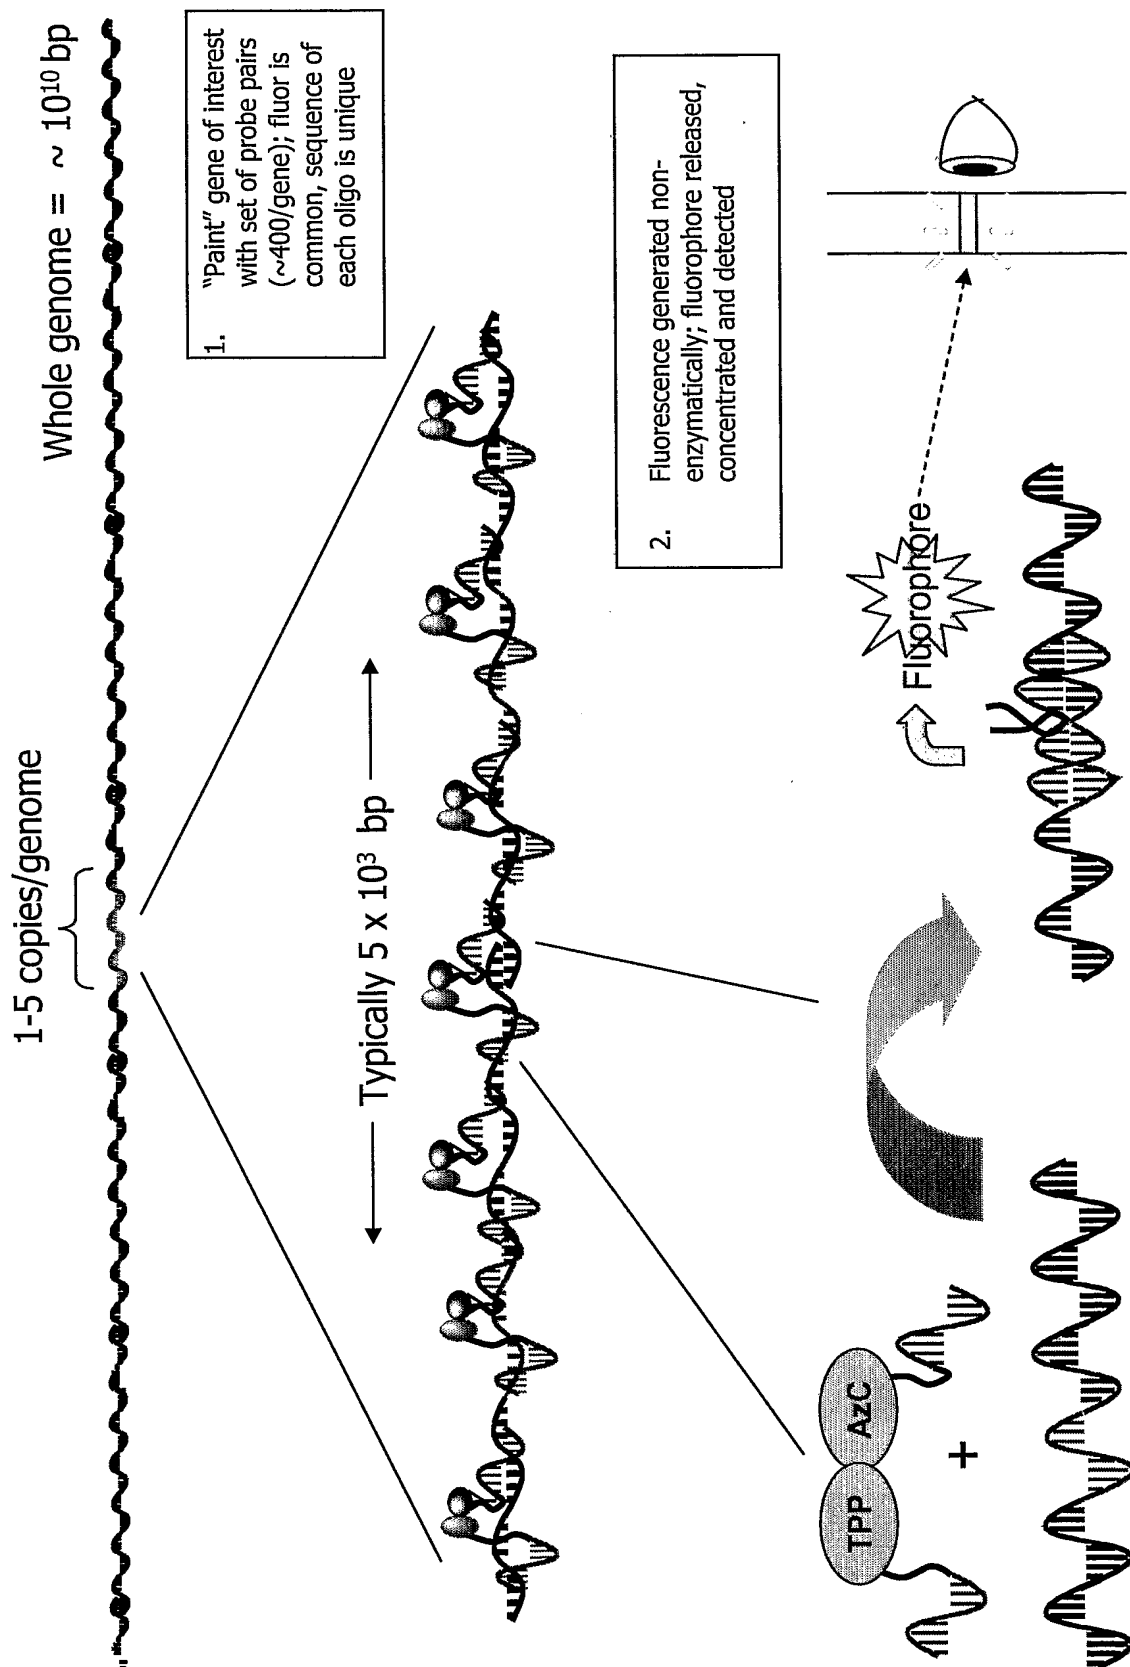 Whole genome = ~ 10¹⁰ bp
1-5 copies/genome
1. "Paint" gene of interest
with set of probe pairs
(~400/gene); fluor is
common, sequence of
each oligo is unique
Typically 5 x 10³ bp
2. Fluorescence generated non-
enzymatically; fluorophore released,
concentrated and detected
TPP
AzC
+
Fluorophore